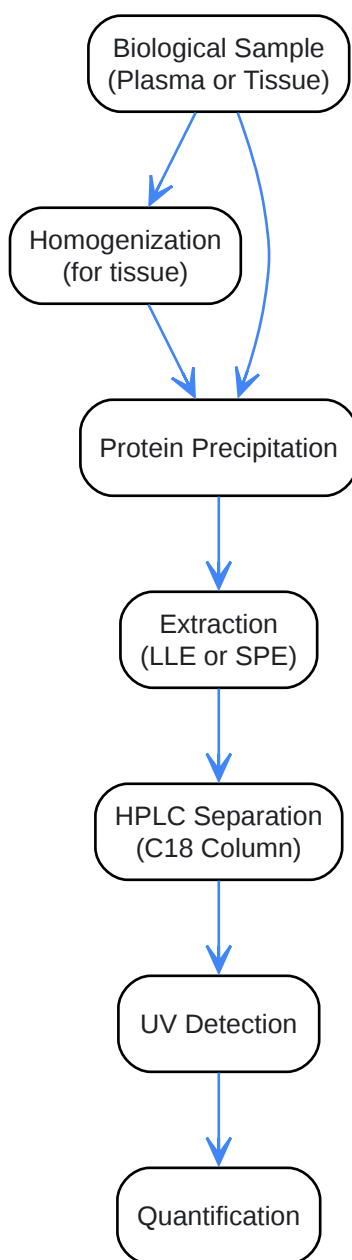 Biological Sample
(Plasma or Tissue)
Homogenization
(for tissue)
Protein Precipitation
Extraction
(LLE or SPE)
HPLC Separation
(C18 Column)
UV Detection
Quantification